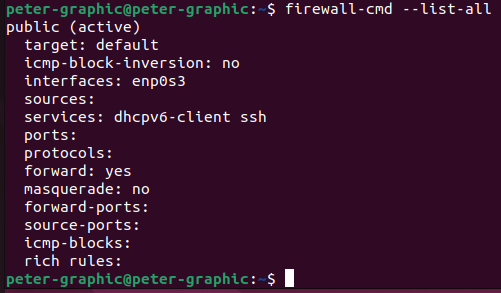 peter-graphic@peter-graphic:~$ firewall-cmd --list-all
public (active)
  target: default
  icmp-block-inversion: no
  interfaces: enp0s3
  sources:
  services: dhcpv6-client ssh
  ports:
  protocols:
  forward: yes
  masquerade: no
  forward-ports:
  source-ports:
  icmp-blocks:
  rich rules:
peter-graphic@peter-graphic:~$